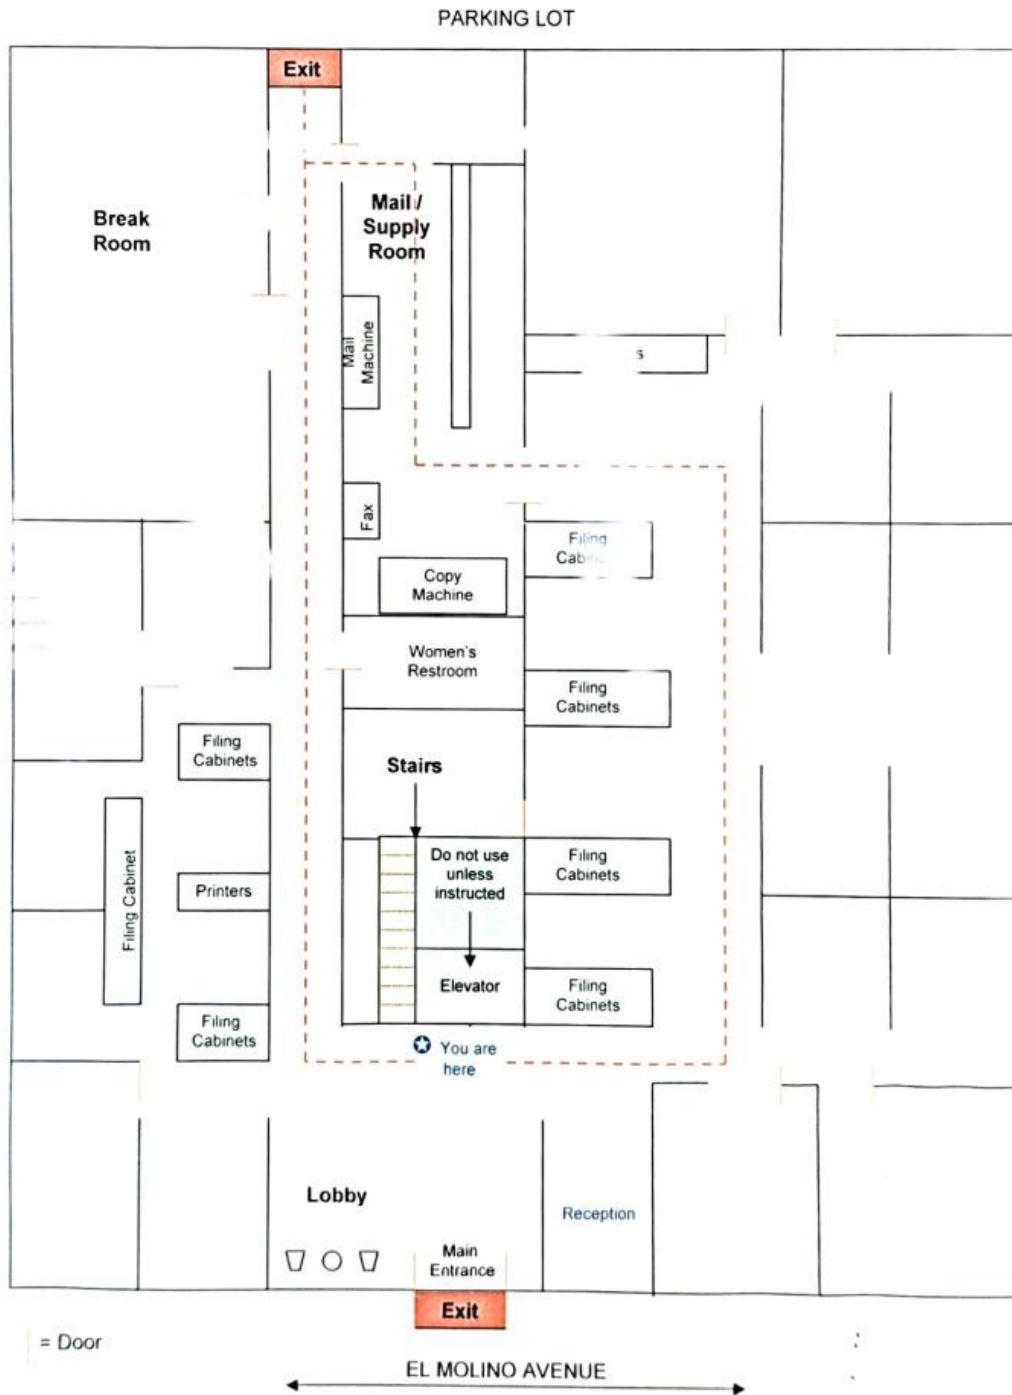 PARKING LOT
Exit
Break
Room
Mail /
Supply
Room
Mail
Machine
s
Fax
Filing
Copy
Machine
Women's
Restroom
Filing
Cabinets
Filing
Cabinets
Stairs
Do not use
unless
instructed
Filing
Cabinets
Filing Cabinet
Printers
Elevator
Filing
Cabinets
Filing
Cabinets
You are
here
Lobby
Reception
Main
Entrance
Exit
= Door
EL MOLINO AVENUE